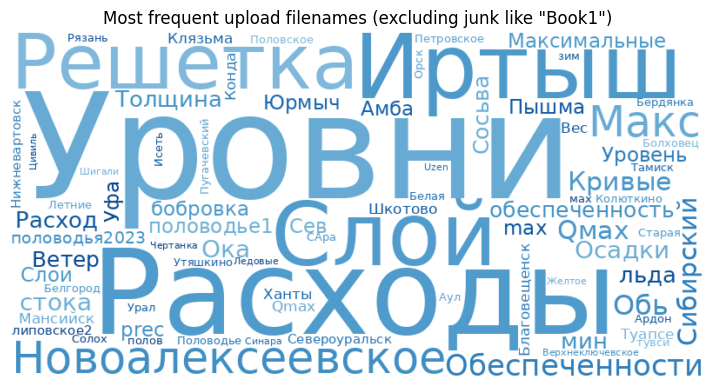 Most frequent upload filenames (excluding junk like "Book1")
Рязань
Клязьма
Половское
Петровское
Максимальные
Решетка
Иртыш
зим
Конда
Орск
Толщина
Юрмыч
Амба
Сосьва
Пышма
Бердянка
Нижневартовск
Макс
Вес
Болховец
Цивиль
Уровни
Исеть
Пугачевский
Уровень
Шигали
Uzen
Тамиск
Кривые
Летние
Уфа
бобровка
Белая
мах
Колюткино
Расход
половодье1
Сев
Шкотово
обеспеченность
Слой
половодья2023
Чертанка
Ока
САра
max
Qмах
Старая
Сибирский
Ветер
Утяшкино
Ледовые
Осадки
Слои
Белгород
Расходы
Благовещенск
льда
Желтое
стока
Ханты
Аул
Обь
Мансийск
Урал
Qmax
Ардон
липовское2
prec
Туапсе
Солох
полов
Половодье
Синара
Североуральск
мин
тувси
Верхнеключевское
Новоалексеевское
Обеспеченности